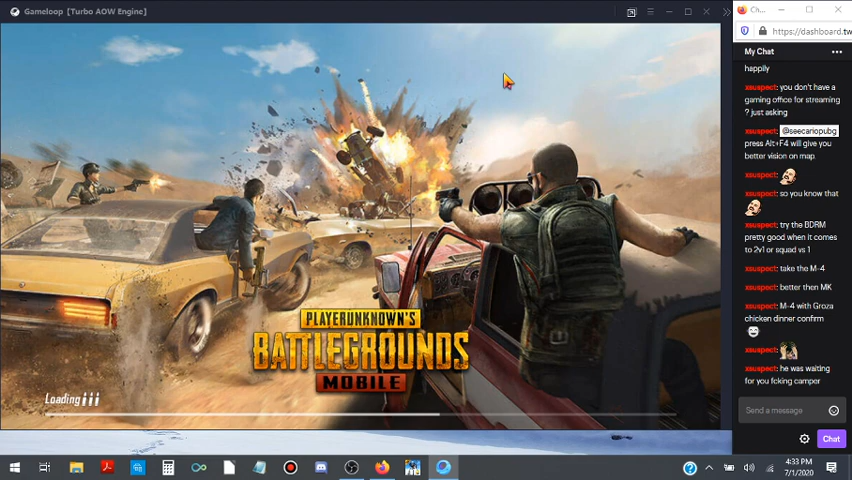 Gameloop [Turbo AOW Engine]
Ch...
https://dashboard.tw
My Chat
happily
xsuspect: you don't have a
gaming office for streaming
? just asking
xsuspect: @seecariopubg
press Alt+F4 will give you
better vision on map.
xsuspect:
xsuspect: so you know that
xsuspect: try the BDRM
pretty good when it comes
to 2v1 or squad vs 1
xsuspect: take the M-4
xsuspect: better then MK
xsuspect: M-4 with Groza
chicken dinner confirm
xsuspect:
xsuspect: he was waiting
for you fcking camper
Send a message
Chat
PLAYERUNKNOWN'S
BATTLEGROUNDS
MOBILE
Loading
4:33 PM
7/1/2020